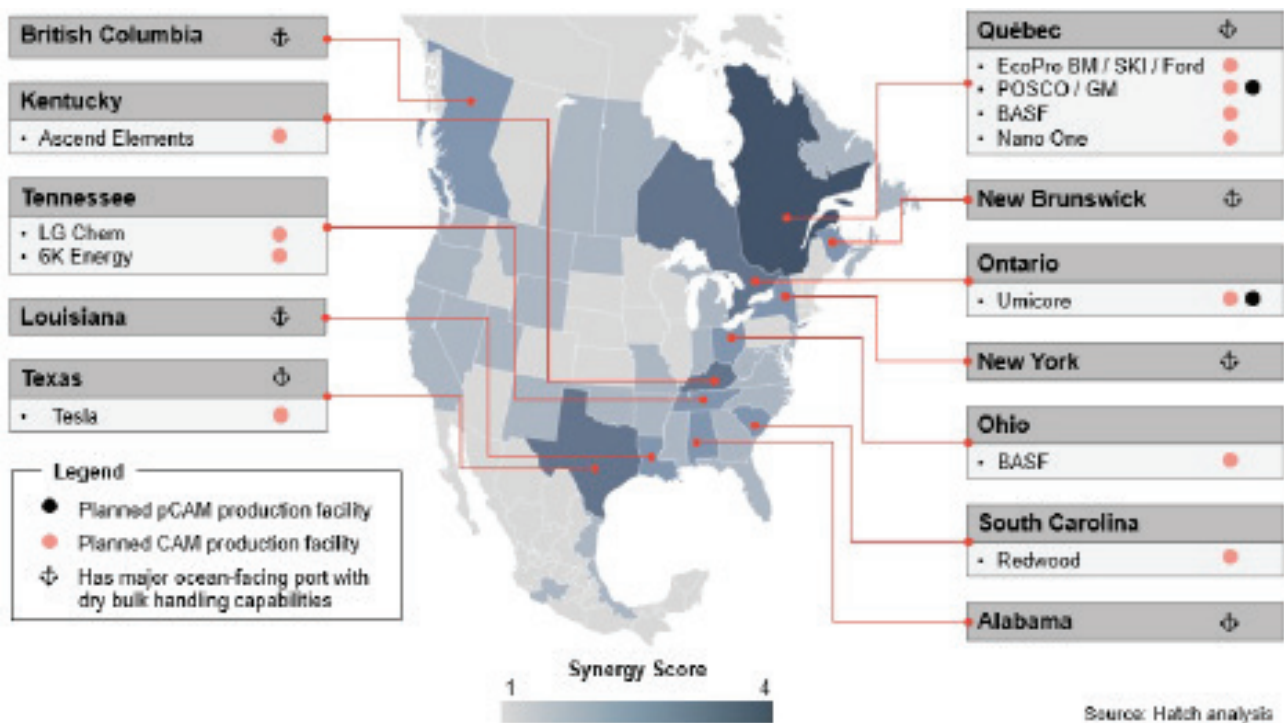 British Columbia
Kentucky
• Ascend Elements
Tennessee
• LG Chem
• 6K Energy
Louisiana
Texas
• Tesla
Legend
Planned pCAM production facility
Planned CAM production facility
Has major ocean-facing port with
dry bulk handling capabilities
Québec
• EcoPro BM / SKI / Ford
• POSCO / GM
• BASF
• Nano One
New Brunswick
Ontario
• Umicore
New York
Ohio
• BASF
South Carolina
• Redwood
Alabama
Synergy Score
1 4
Source: Hatch analysis